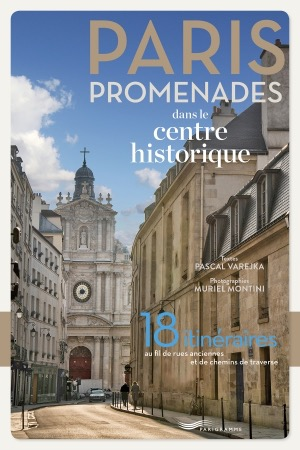 PARIS
PROMENADES
dans le
centre
historique
Textes
PASCAL VAREJKA
Photographies
MURIEL MONTINI
18 itinéraires
au fil de rues anciennes
et de chemins de traverse
PARIGRAMME